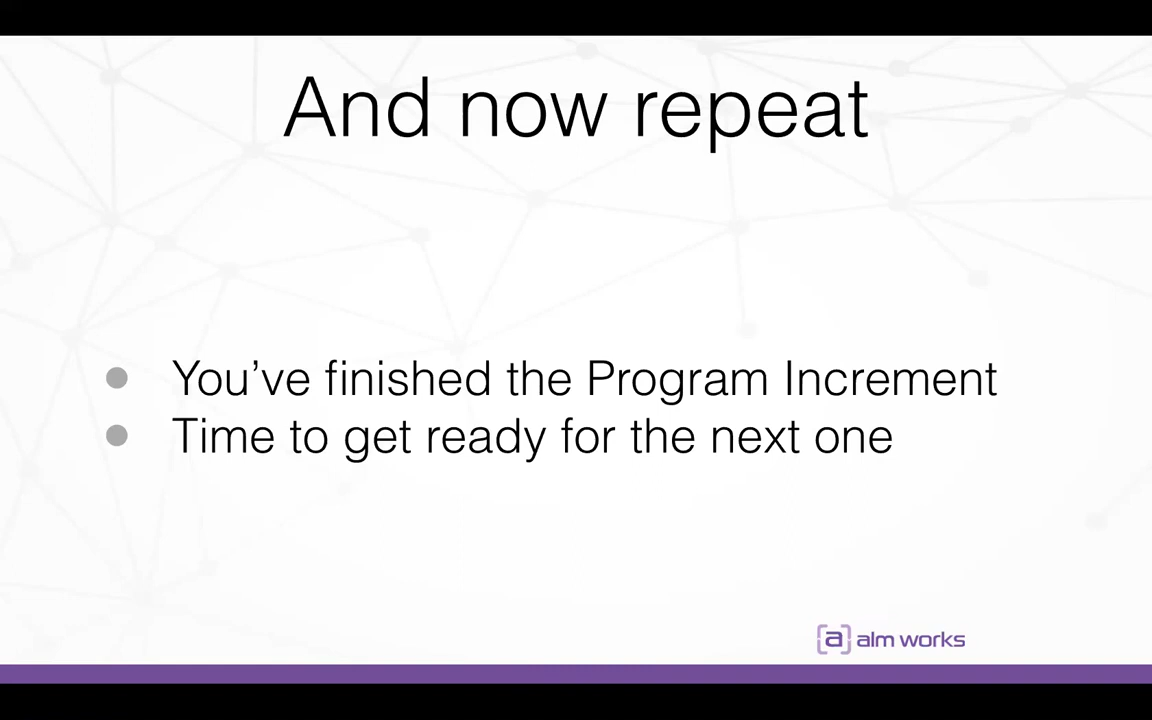 And now repeat
You’ve finished the Program Increment
Time to get ready for the next one
[a] alm works